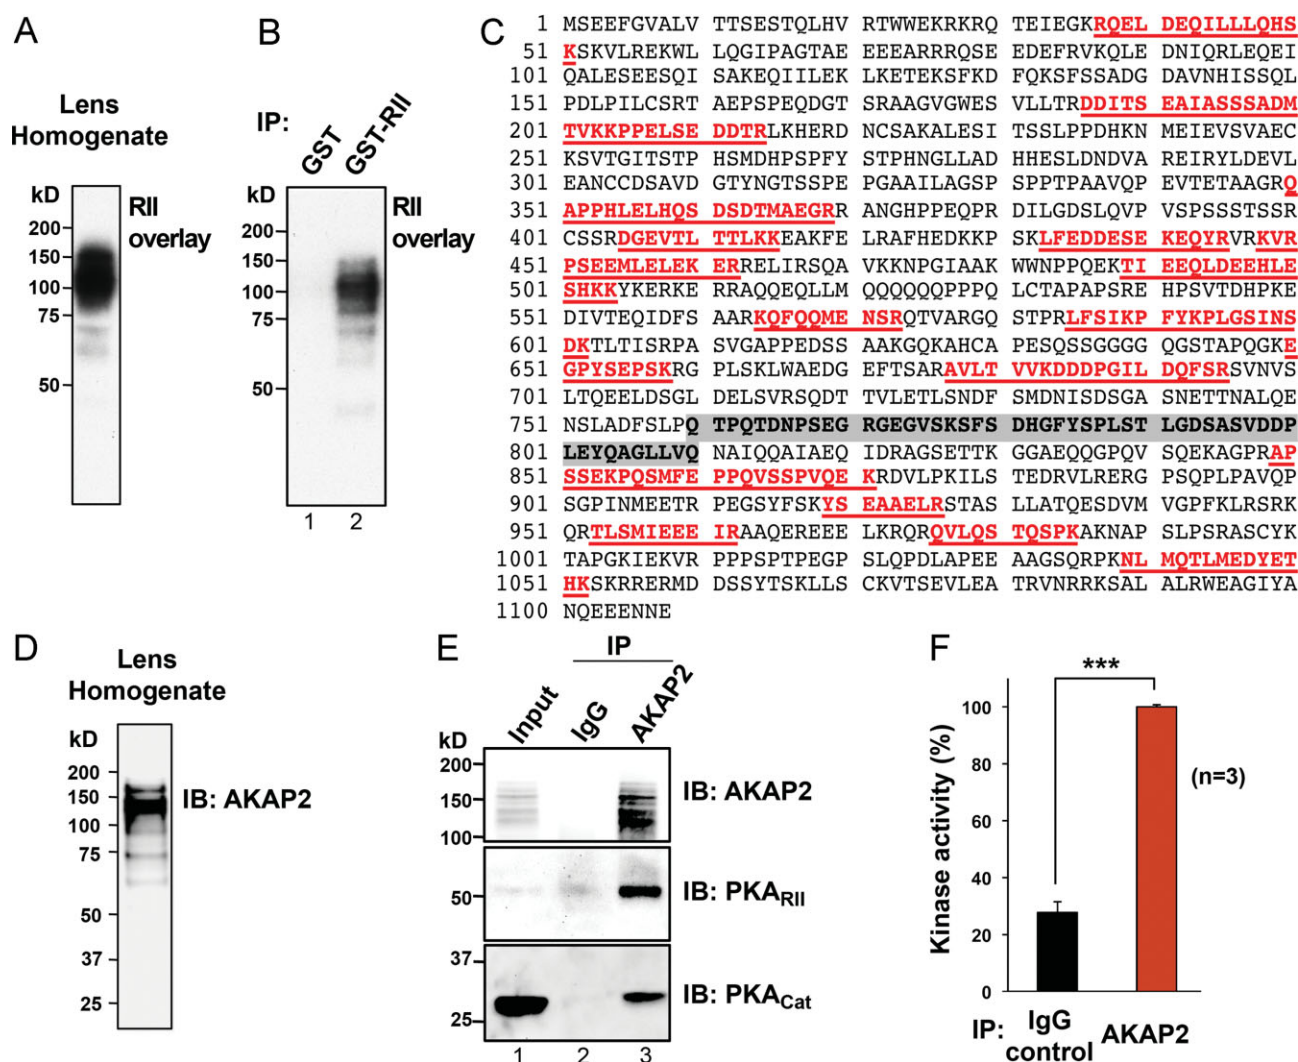 A
Lens
Homogenate
kD
200
150
100
75
50
RII
overlay
B
IP:
GST
GST-RII
kD
200
150
100
75
50
RII
overlay
1 2
C
1 MSEEFGVALV TTSESTQLHV RTWWEKRKRQ TEIEGKRQEL DEQILLLQHS
51 KSKVLREKWL LQGIPAGTAE EEEARRRQSE EDEFRVKQLE DNIQRLEQEI
101 QALESEESQI SAKEQIILEK LKETEKSFKD FQKSFSSADG DAVNHISSQL
151 PDLPILCSRT AEPSPEQDGT SRAAGVGWES VLLTRDDITS EAIASSSADM
201 TVKKPPELSE DDTRLKHERD NCSAKALESI TSSLPPDHKN MEIEVSVAEC
251 KSVTGITSTP HSMDHPSPFY STPHNGLLAD HHESLDNDVA REIRYLDEVL
301 EANCCDSAVD GTYNGTSSPE PGAAILAGSP SPPTPAAVQP EVTETAAGRQ
351 APPHLELHQS DSDTMAEGRR ANGHPPEQPR DILGDSLQVP VSPSSSTSSR
401 CSSRDGEVTL TTLKKEAKFE LRAFHEDKKP SKLFEDDESE KEQYRVRKVR
451 PSEEMLELEK ERRELIRSQA VKKNPGIAAK WWNPPQEKTI EEQLDEEHLE
501 SHKKYKERKE RRAQQEQLLM QQQQQQQPPQ LCTAPAPSRE HPSVTDHPKE
551 DIVTEQIDFS AARKQFQQME NSRQTVARGQ STPRLFSIKP FYKPLGSINS
601 DKTLTISRPA SVGAPPEDSS AAKGQKAHCA PESQSSGGGG QGSTAPQGKE
651 GPYSEPSKRG PLSKLWAEDG EFTSARAVLT VVKDDDPGIL DQFSRSVNVS
701 LTQEELDSGL DELSVRSQDT TVLETLSNDF SMDNISDSGA SNETTNALQE
751 NSLADFSLPQ TPQTDNPSEG RGEGVSKSFS DHGFYSPLST LGDSASVDDP
801 LEYQAGLLVQ NAIQQAIAEQ IDRAGSETTK GGAEQQGPQV SQEKAGPRAP
851 SSEKPQSMFE PPQVSSPVQE KRDVLPKILS TEDRVLRERG PSQPLPAVQP
901 SGPINMEETR PEGSYFSKYS EAAELRSTAS LLATQESDVM VGPFKLRSRK
951 QRTLSMIEEE IRAAQEREEE LKRQRQVLQS TQSPKAKNAP SLPSRASCYK
1001 TAPGKIEKVR PPPSPTPEGP SLQPDLAPEE AAGSQRPKNL MQTLMEDYET
1051 HKSKRRERMD DSSYTSKLLS CKVTSEVLEA TRVNRRKSAL ALRWEAGIYA
1100 NQEEENNE
D
Lens
Homogenate
kD
200
150
100
75
50
37
25
IB: AKAP2
E
IP
Input
IgG
AKAP2
kD
200
150
100
IB: AKAP2
50
IB: PKARII
37
25
IB: PKACat
1 2 3
F
***
Kinase activity (%)
100
80
60
40
20
0
(n=3)
IP: IgG
control
AKAP2